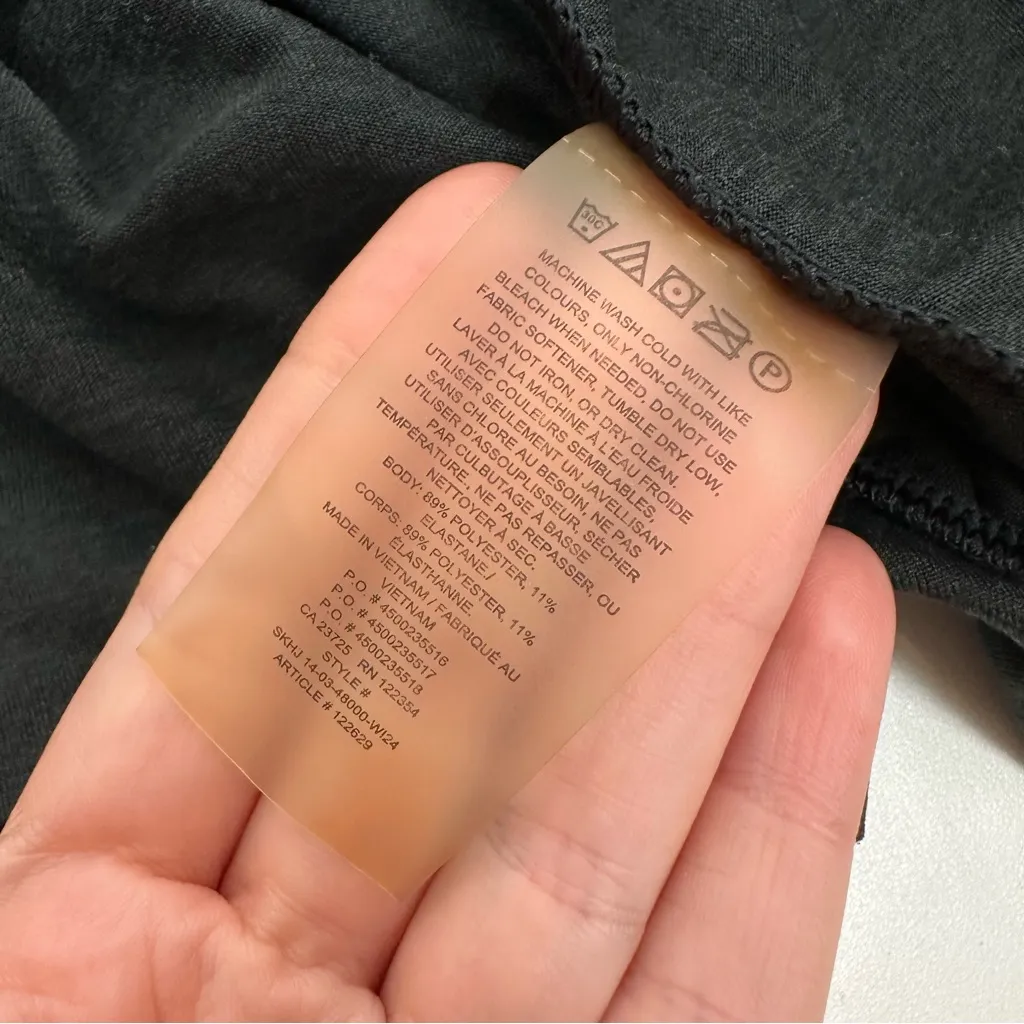 30C
P
MACHINE WASH COLD WITH LIKE
COLOURS, ONLY NON-CHLORINE
BLEACH WHEN NEEDED, DO NOT USE
FABRIC SOFTENER, TUMBLE DRY LOW,
DO NOT IRON, OR DRY CLEAN.
LAVER À LA MACHINE À L'EAU FROIDE
AVEC COULEURS SEMBLABLES,
UTILISER SEULEMENT UN JAVELLISANT
SANS CHLORE AU BESOIN, NE PAS
UTILISER D'ASSOUPLISSEUR, SÉCHER
PAR CULBUTAGE À BASSE
TEMPÉRATURE, NE PAS REPASSER, OU
NETTOYER À SEC.
BODY: 89% POLYESTER, 11%
ELASTANE./
CORPS: 89% POLYESTER, 11%
ÉLASTHANNE.
MADE IN VIETNAM / FABRIQUÉ AU
VIETNAM
P.O. # 4500235516
P.O. # 4500235517
P.O. # 4500235518
CA 23725 RN 122354
STYLE #
SKHJ 14-03-48000-WI24
ARTICLE # 122629